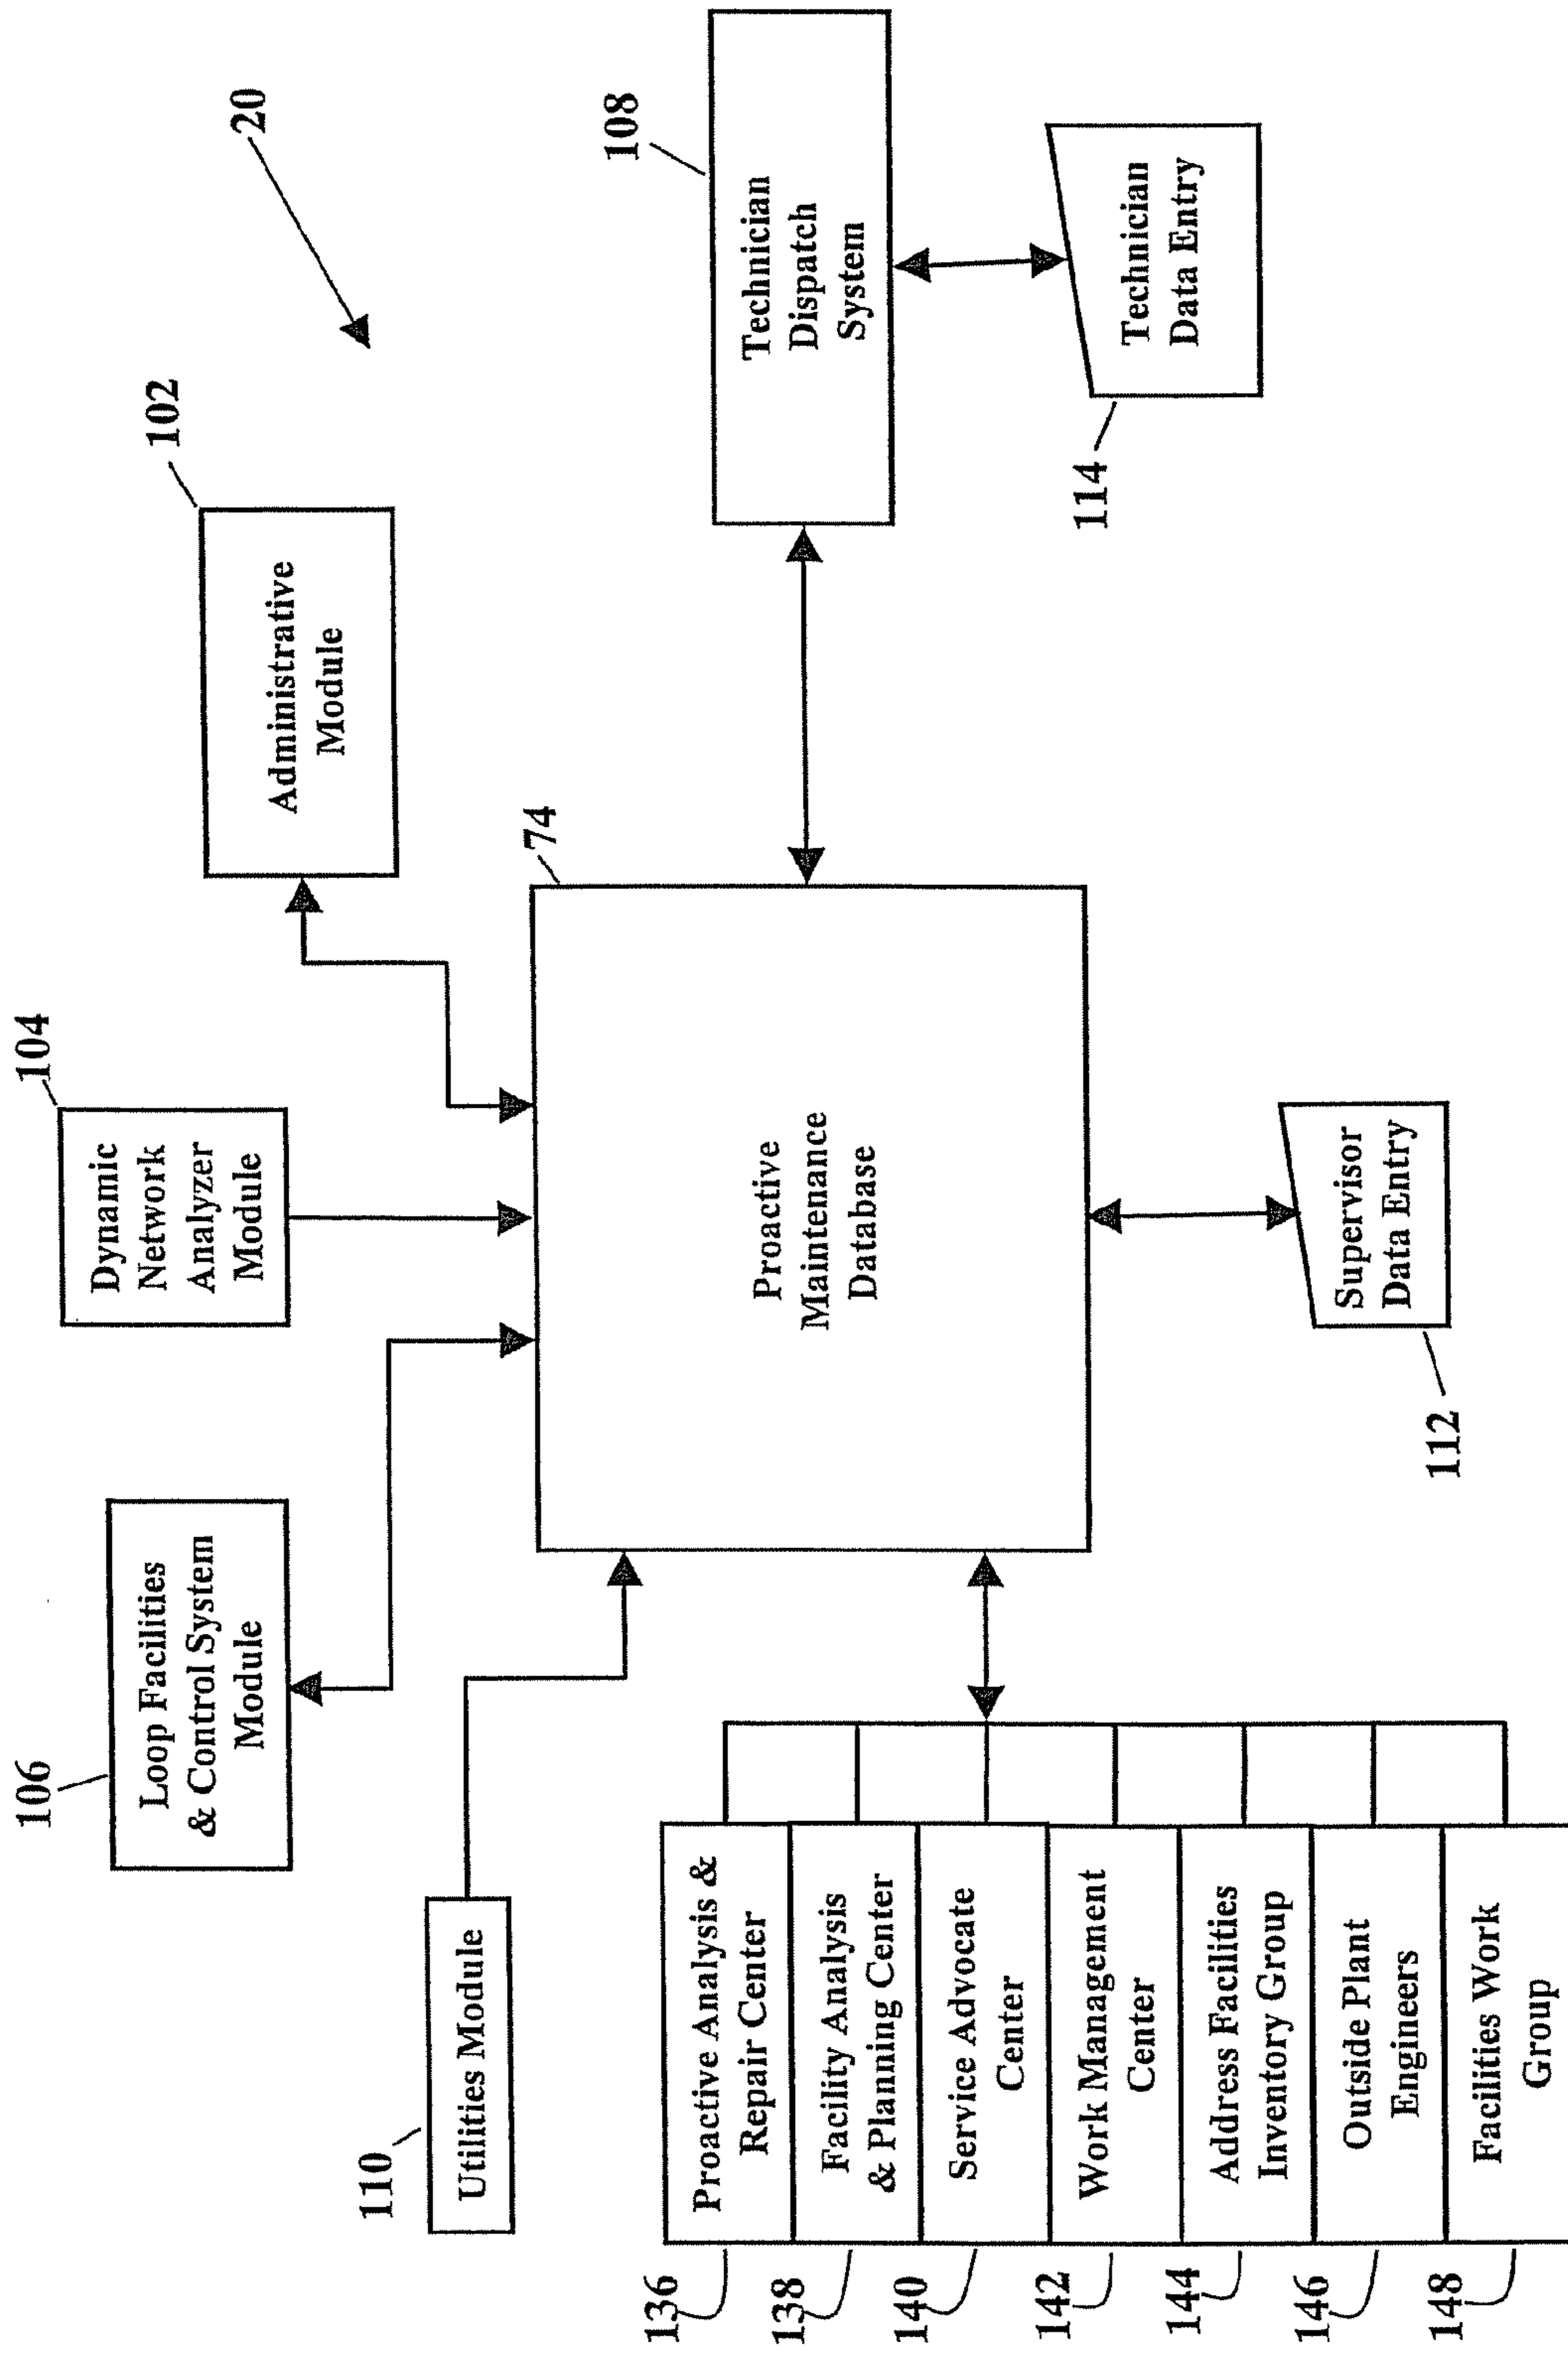 20
106
Loop Facilities
& Control System
Module
104
Dynamic
Network
Analyzer
Module
102
Administrative
Module
110
Utilities Module
74
Proactive
Maintenance
Database
108
Technician
Dispatch
System
114
Technician
Data Entry
112
Supervisor
Data Entry
136
Proactive Analysis &
Repair Center
138
Facility Analysis
& Planning Center
140
Service Advocate
Center
142
Work Management
Center
144
Address Facilities
Inventory Group
146
Outside Plant
Engineers
148
Facilities Work
Group